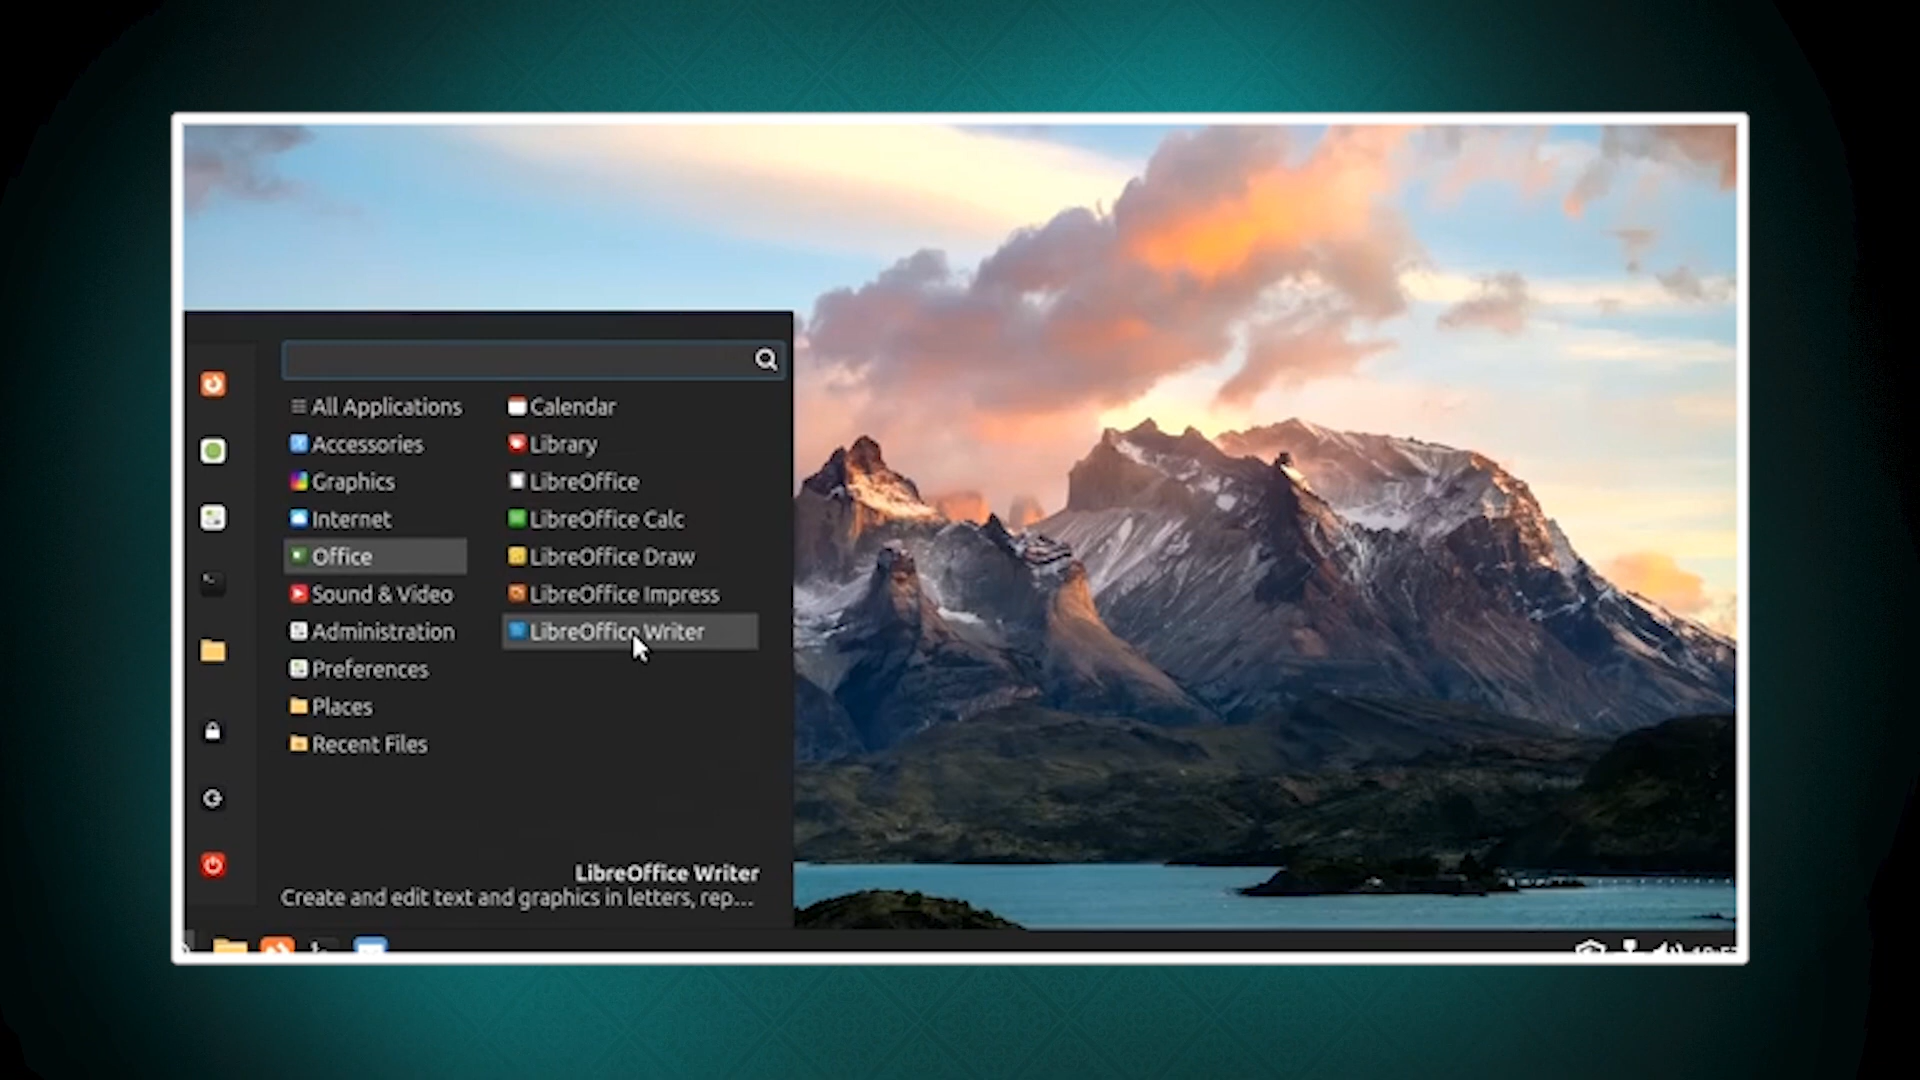 All Applications
Accessories
Graphics
Internet
Office
Sound & Video
Administration
Preferences
Places
Recent Files
Calendar
Library
LibreOffice
LibreOffice Calc
LibreOffice Draw
LibreOffice Impress
LibreOffice Writer
LibreOffice Writer
Create and edit text and graphics in letters, rep...